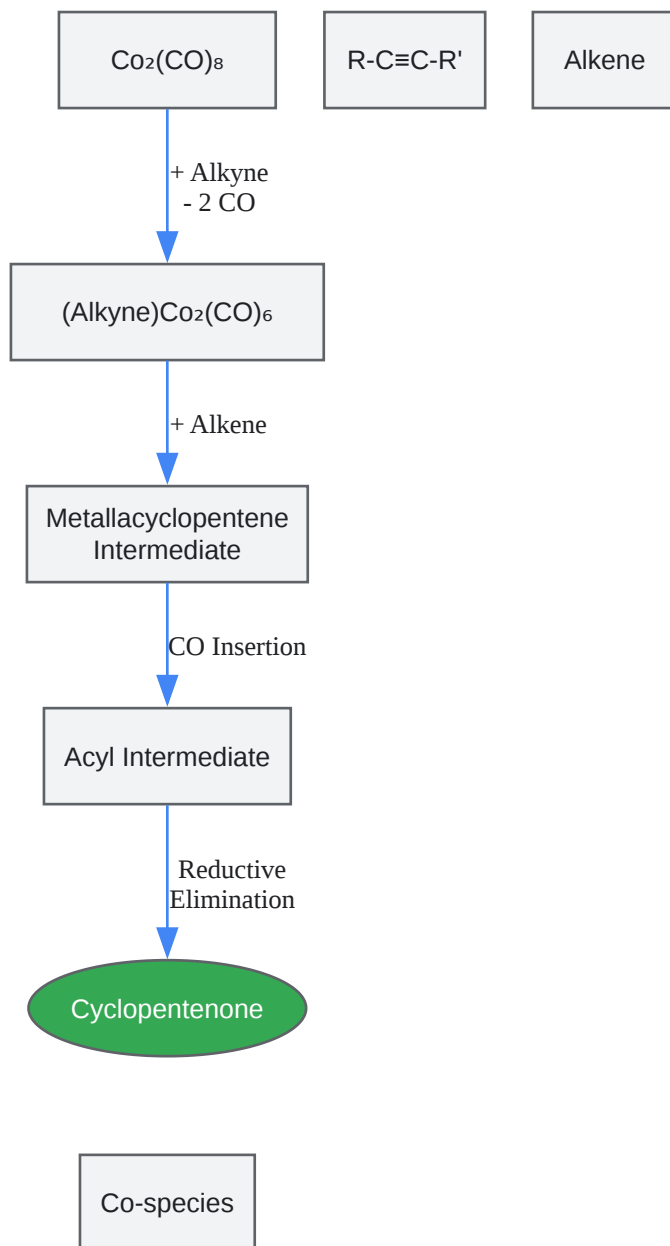 Co₂(CO)₈
R-C≡C-R'
Alkene
+ Alkyne
- 2 CO
(Alkyne)Co₂(CO)₆
+ Alkene
Metallacyclopentene
Intermediate
CO Insertion
Acyl Intermediate
Reductive
Elimination
Cyclopentenone
Co-species